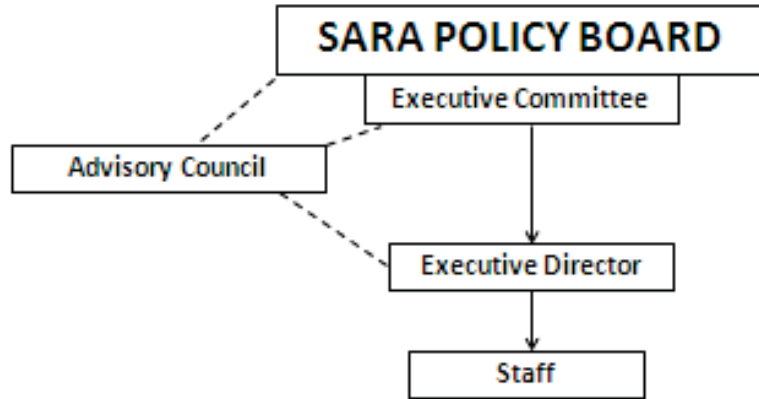 SARA POLICY BOARD
Executive Committee
Advisory Council
Executive Director
Staff